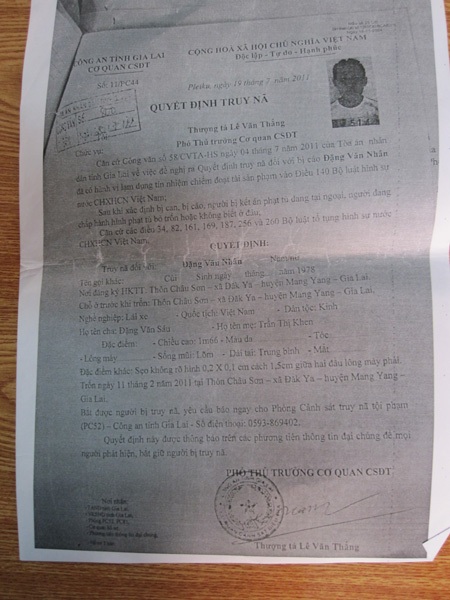 CÔNG AN TỈNH GIA LAI
CƠ QUAN CSĐT
Số: 11/PC44
CỘNG HOÀ XÃ HỘI CHỦ NGHĨA VIỆT NAM
Độc lập - Tự do - Hạnh phúc
Pleiku, ngày 19 tháng 7 năm 2011
QUYẾT ĐỊNH TRUY NÃ
Thượng tá Lê Văn Thắng
Chức vụ: Phó Thủ trưởng Cơ quan CSĐT
Căn cứ Công văn số 58/CVTA-HS ngày 04 tháng 7 năm 2011 của Tòa án nhân
dân tỉnh Gia Lai về việc đề nghị ra Quyết định truy nã đối với bị cáo Đặng Văn Nhân
đã có hành vi lạm dụng tín nhiệm chiếm đoạt tài sản phạm vào Điều 140 Bộ luật hình sự
nước CHXHCN Việt Nam;
Sau khi xác định bị can, bị cáo, người bị kết án phạt tù đang tại ngoại, người đang
chấp hành hình phạt tù bỏ trốn hoặc không biết ở đâu,
Căn cứ các điều 34, 82, 161, 169, 187, 256 và 260 Bộ luật tố tụng hình sự nước
CHXHCN Việt Nam,
QUYẾT ĐỊNH:
Truy nã đối với: Đặng Văn Nhân Nam/nữ
Tên gọi khác: Cài Sinh ngày tháng năm 1978
Nơi đăng ký HKTT: Thôn Châu Sơn – xã Đăk Ya – huyện Mang Yang – Gia Lai.
Chỗ ở trước khi trốn: Thôn Châu Sơn – xã Đăk Ya – huyện Mang Yang – Gia Lai.
Nghề nghiệp: Lái xe - Quốc tịch: Việt Nam - Dân tộc: Kinh
Họ tên cha: Đặng Văn Sáu - Họ tên mẹ: Trần Thị Khen
Đặc điểm: - Chiều cao: 1m66 - Màu da - Tóc
- Lông mày - Sống mũi: Lõm - Dái tai: Trung bình - Mắt
Đặc điểm khác: Sẹo không rõ hình 0,2 X 0,1 cm cách 1,5cm giữa hai đầu lông mày phải.
Trốn ngày 11 tháng 2 năm 2011 tại Thôn Châu Sơn – xã Đăk Ya – huyện Mang Yang –
Gia Lai.
Bắt được người bị truy nã, yêu cầu báo ngay cho Phòng Cảnh sát truy nã tội phạm
(PC52) – Công an tỉnh Gia Lai - Số điện thoại: 0593-869402.
Quyết định này được thông báo trên các phương tiện thông tin đại chúng để mọi
người phát hiện, bắt giữ người bị truy nã.
PHÓ THỦ TRƯỞNG CƠ QUAN CSĐT
Nơi nhận:
Thượng tá Lê Văn Thắng